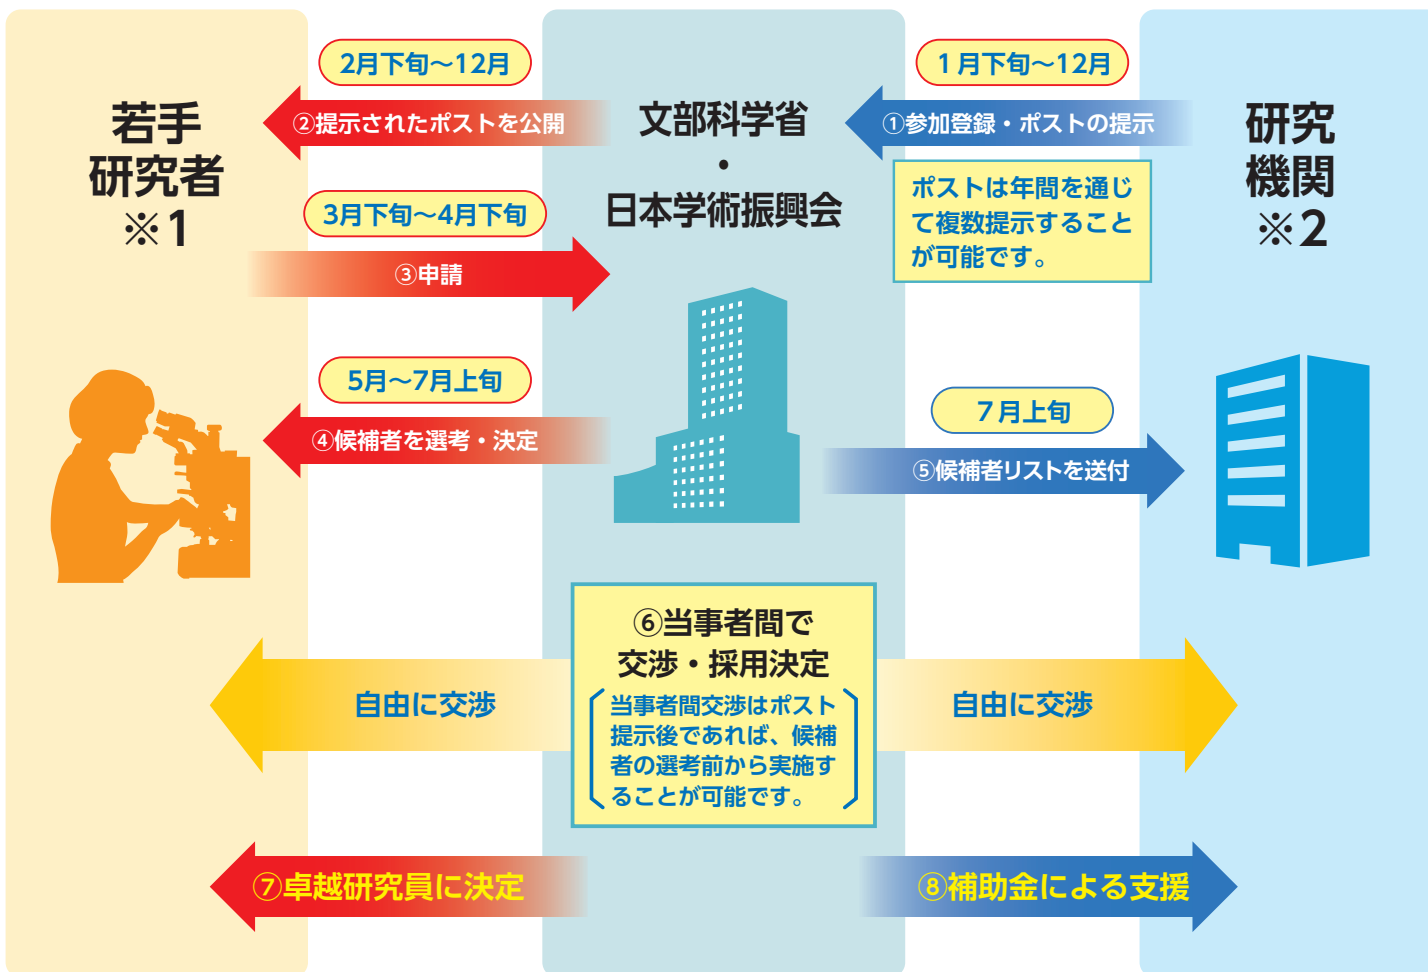 若手
研究者
※1
文部科学省
・
日本学術振興会
研究
機関
※2
1月下旬〜12月
①参加登録・ポストの提示
ポストは年間を通じ
て複数提示すること
が可能です。
2月下旬〜12月
②提示されたポストを公開
3月下旬〜4月下旬
③申請
5月〜7月上旬
④候補者を選考・決定
7月上旬
⑤候補者リストを送付
⑥当事者間で
交渉・採用決定
当事者間交渉はポスト
提示後であれば、候補
者の選考前から実施す
ることが可能です。
自由に交渉
自由に交渉
⑦卓越研究員に決定
⑧補助金による支援